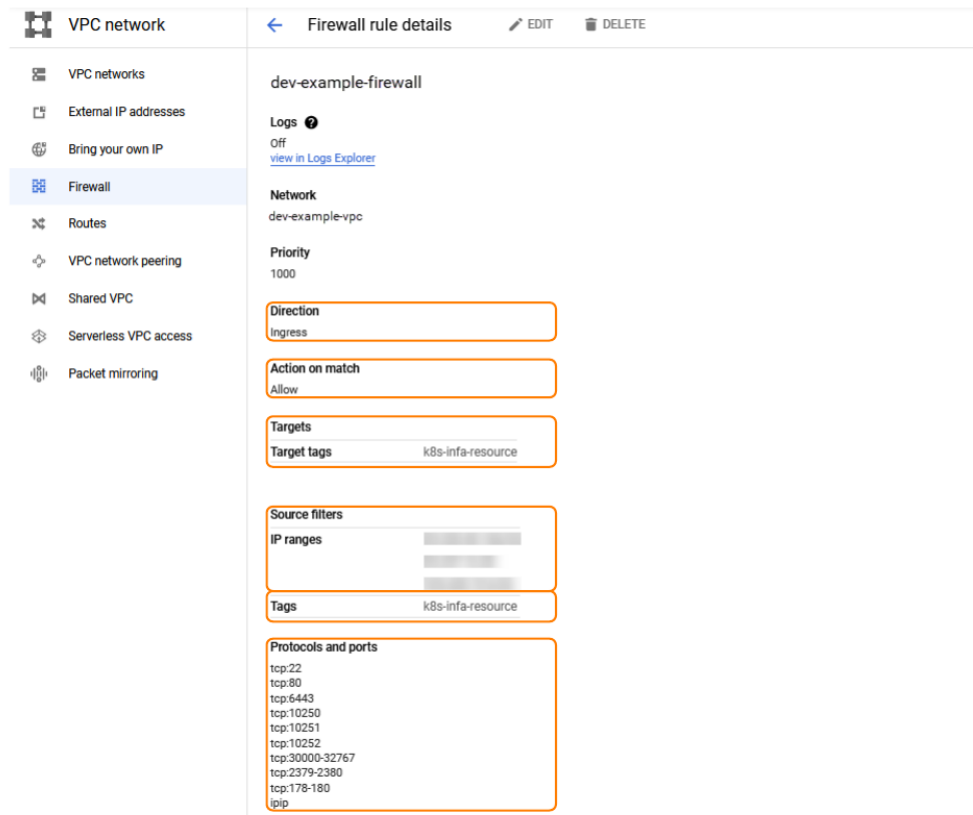 VPC network
Firewall rule details
EDIT
DELETE
VPC networks
External IP addresses
Bring your own IP
Firewall
Routes
VPC network peering
Shared VPC
Serverless VPC access
Packet mirroring
dev-example-firewall
Logs ?
Off
view in Logs Explorer
Network
dev-example-vpc
Priority
1000
Direction
Ingress
Action on match
Allow
Targets
Target tags k8s-infa-resource
Source filters
IP ranges
Tags k8s-infa-resource
Protocols and ports
tcp:22
tcp:80
tcp:6443
tcp:10250
tcp:10251
tcp:10252
tcp:30000-32767
tcp:2379-2380
tcp:178-180
ipip